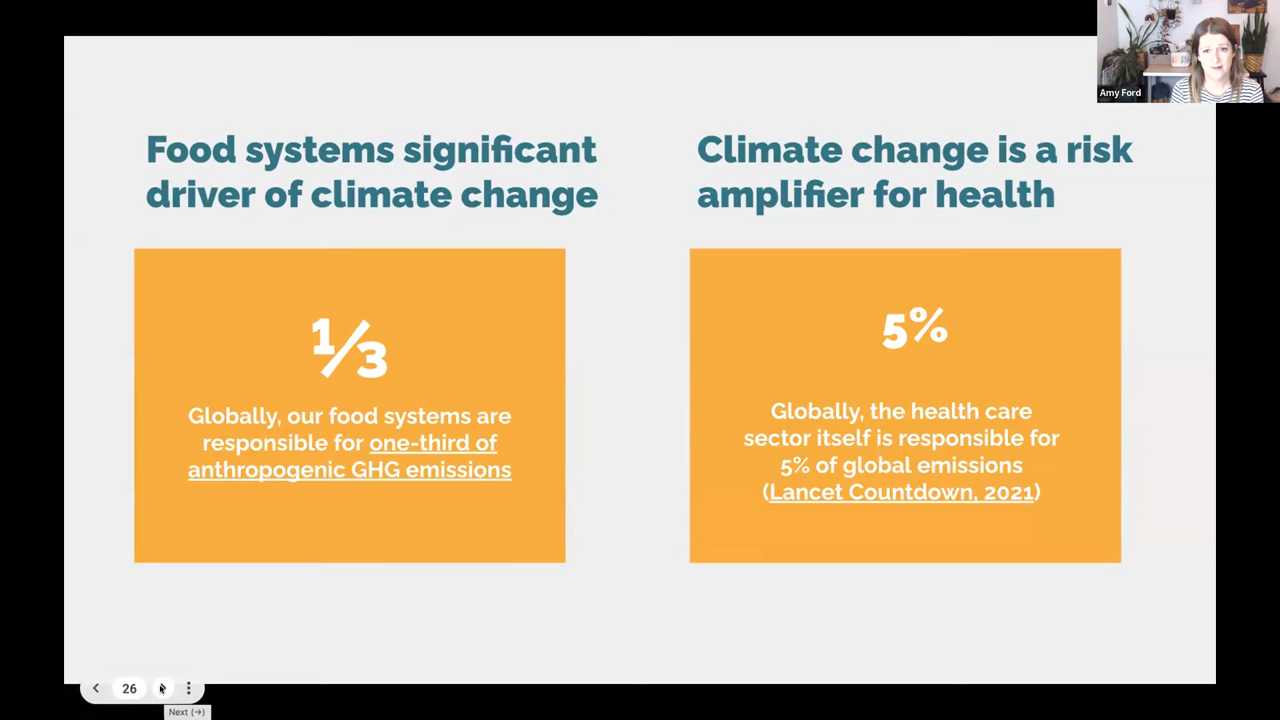 Amy Ford
Food systems significant
driver of climate change
⅓
Globally, our food systems are
responsible for one-third of
anthropogenic GHG emissions
Climate change is a risk
amplifier for health
5%
Globally, the health care
sector itself is responsible for
5% of global emissions
(Lancet Countdown, 2021)
26
Next (→)